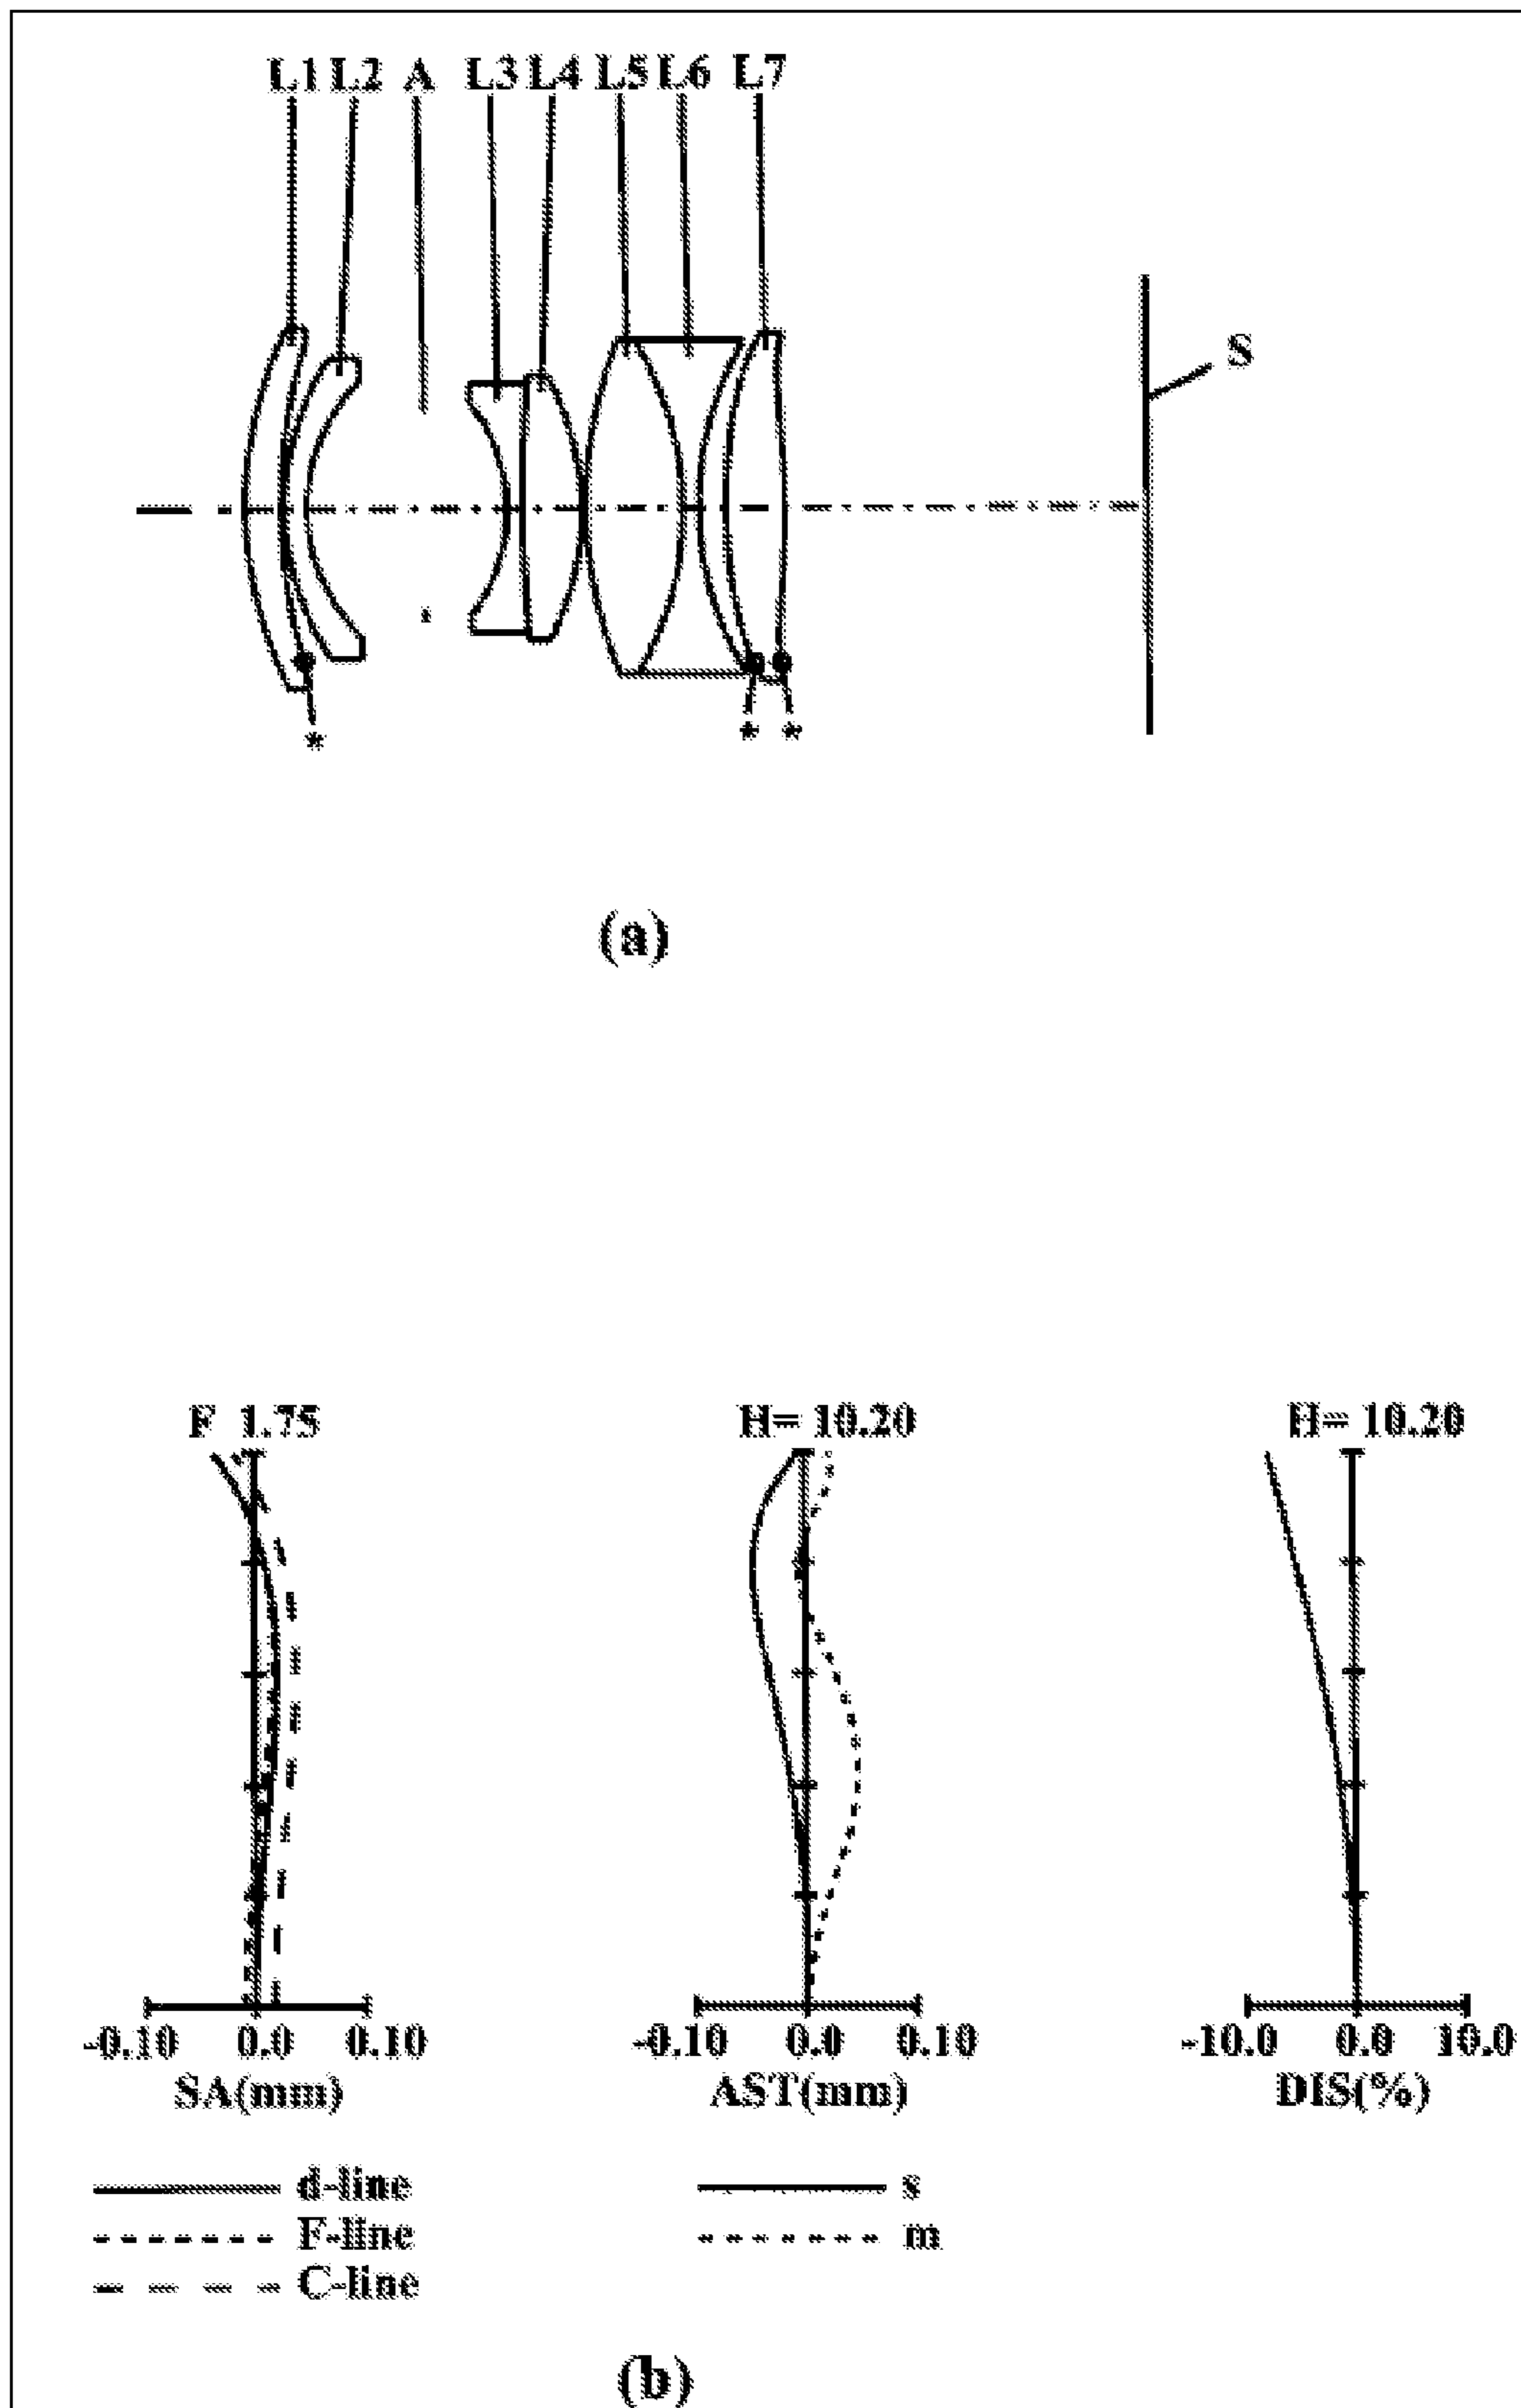 L1 L2 A L3 L4 L5 L6 L7
S
*
* *
(a)
F 1.75
H= 10.20
H= 10.20
-0.10 0.0 0.10
-0.10 0.0 0.10
-10.0 0.0 10.0
SA(mm)
AST(mm)
DIS(%)
d-line
s
F-line
m
C-line
(b)